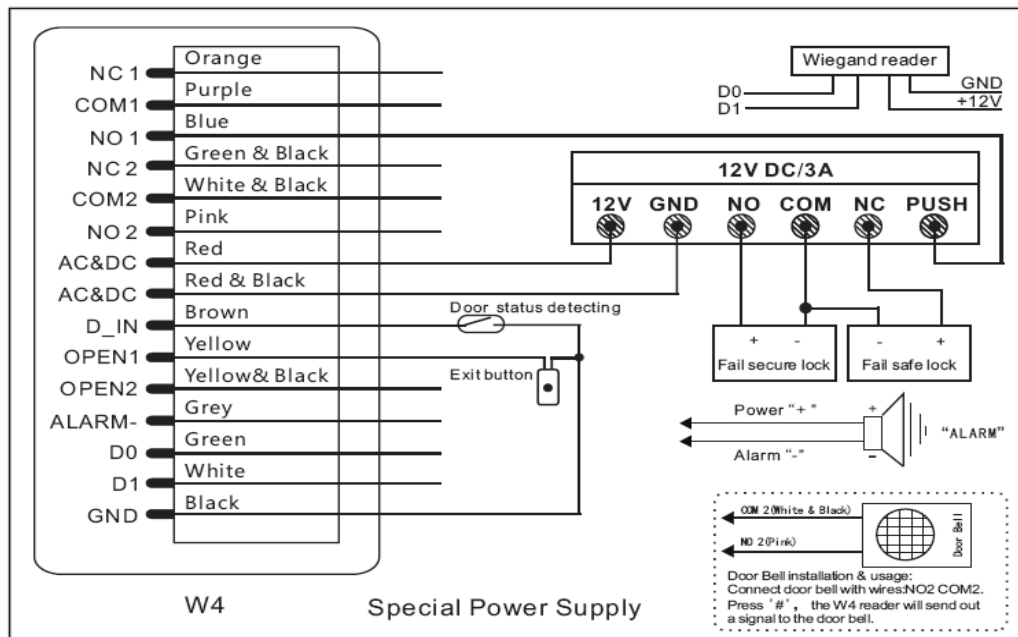 NC 1 Orange
COM1 Purple
NO 1 Blue
NC 2 Green & Black
COM2 White & Black
NO 2 Pink
AC&DC Red
AC&DC Red & Black
D_IN Brown
OPEN1 Yellow
OPEN2 Yellow& Black
ALARM- Grey
D0 Green
D1 White
GND Black
W4
Special Power Supply
Door status detecting
Exit button
Wiegand reader
D0
D1
GND
+12V
12V DC/3A
12V GND NO COM NC PUSH
+ - - +
Fail secure lock Fail safe lock
Power “+ ”
Alarm “-”
+
-
“ALARM”
COM 2(White & Black)
NO 2(Pink)
Door Bell
Door Bell installation & usage:
Connect door bell with wires:NO2 COM2.
Press '#', the W4 reader will send out
a signal to the door bell.